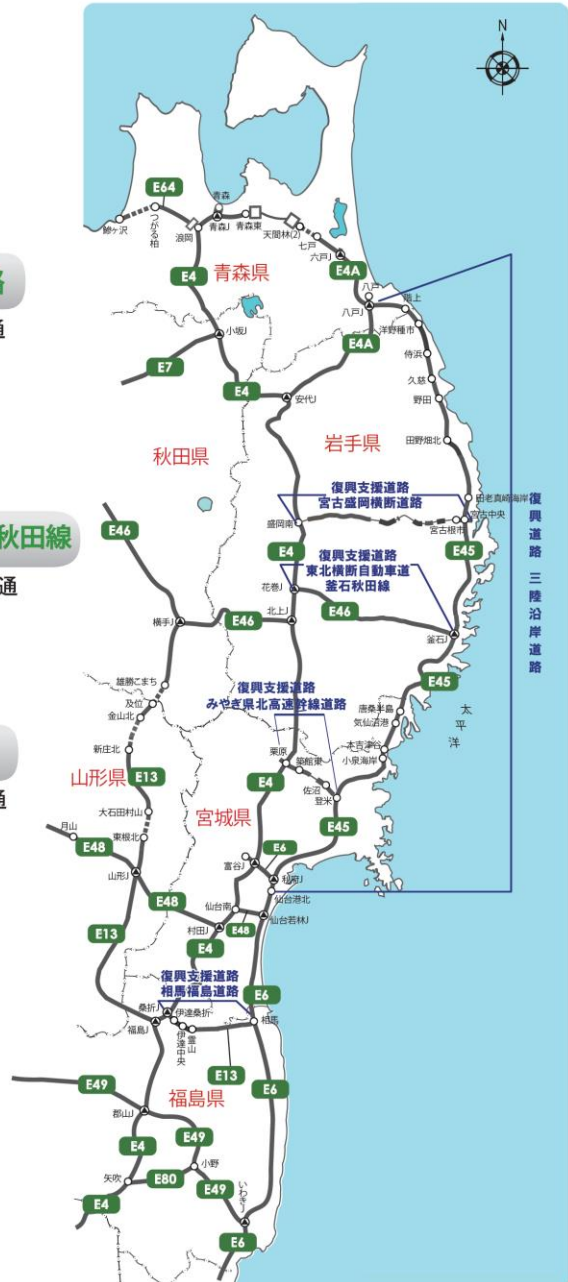 N
E64
青森
鰺ヶ沢
つがる柏
浪岡
青森J
青森東
天間林(2)
七戸
六戸J
E4
青森県
E4A
八戸
八戸J
階上
路
通
小坂J
洋野種市
侍浜
E7
E4
E4A
安代J
久慈
野田
秋田県
岩手県
田野畑北
復興支援道路
宮古盛岡横断道路
田老真崎海岸
宮古中央
宮古根市
盛岡南
E46
秋田線
通
E4
復興支援道路
東北横断自動車道
釜石秋田線
E45
復興道路 三陸沿岸道路
花巻J
E46
横手J
E46
北上J
釜石J
E45
雄勝こまち
及位
金山北
復興支援道路
みやぎ県北高速幹線道路
唐桑半島
気仙沼港
太平洋
新庄北
栗原
築館東
本吉津谷
小泉海岸
山形県
E13
E4
佐沼
登米
通
大石田村山
宮城県
E45
月山
E48
東根北
E6
富谷J
利府J
山形J
仙台港北
E48
仙台南
E48
仙台若林J
村田J
E13
E4
復興支援道路
相馬福島道路
E6
桑折J
伊達桑折
相馬
福島J
伊達中央
霊山
E13
E49
福島県
E6
郡山J
E4
E49
小野
矢吹
E80
E49
いわきJ
E4
E6